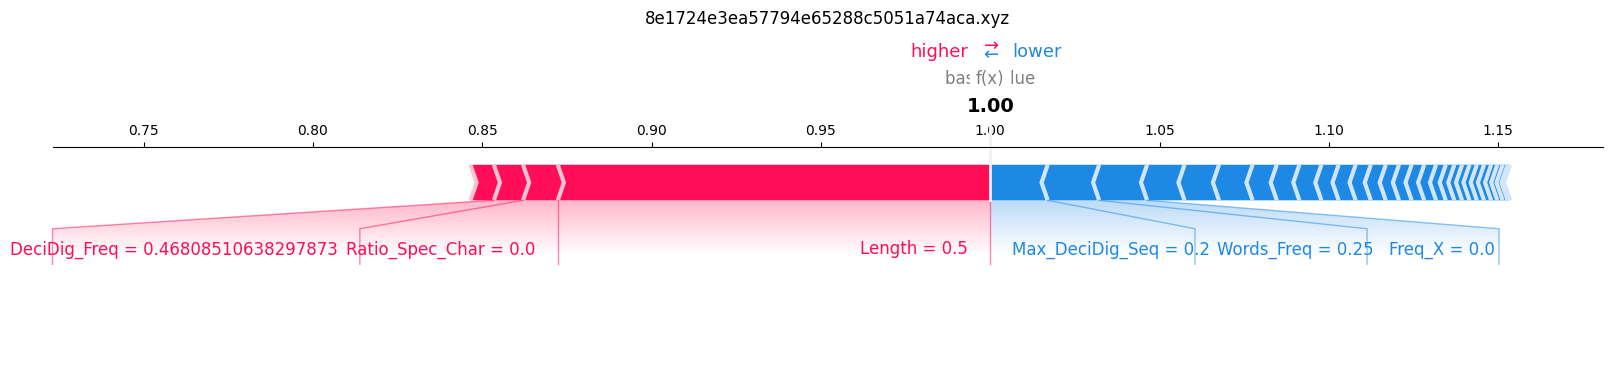 8e1724e3ea57794e65288c5051a74aca.xyz
higher ⇄ lower
f(x)
1.00
0.75 0.80 0.85 0.90 0.95 1.00 1.05 1.10 1.15
DeciDig_Freq = 0.46808510638297873 Ratio_Spec_Char = 0.0 Length = 0.5 Max_DeciDig_Seq = 0.2 Words_Freq = 0.25 Freq_X = 0.0